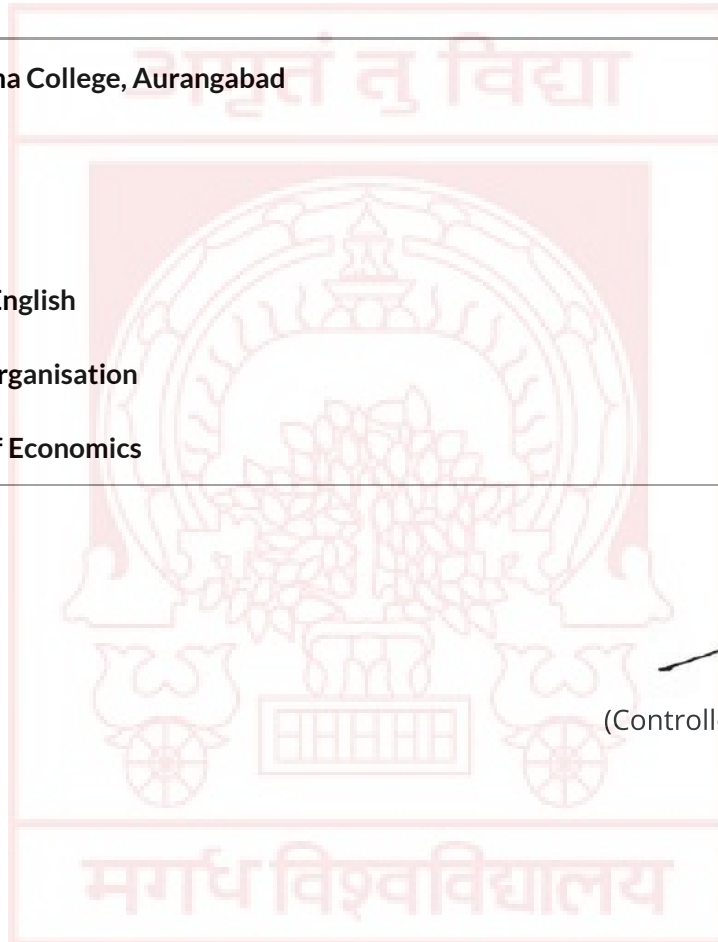 अमृतं तु विद्या
na College, Aurangabad
English
rganisation
f Economics
(Controll
मगध विश्वविद्यालय